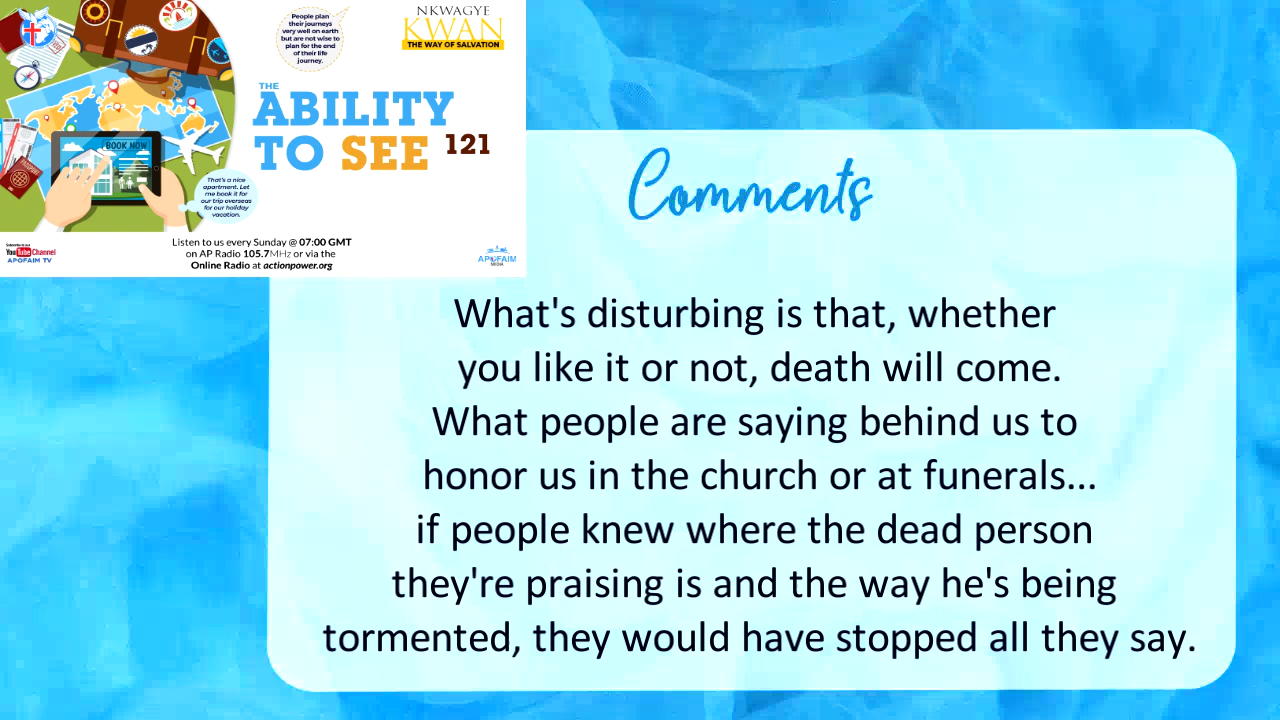 People plan
their journeys
very well on earth
but are not wise to
plan for the end
of their life
journey.
NKWAGYE
KWAN
THE WAY OF SALVATION
THE
ABILITY
TO SEE 121
BOOK NOW
PASSPORT
That's a nice
apartment. Let
me book it for
our trip overseas
for our holiday
vacation.
Subscribe to our
YouTube Channel
APOFAIM TV
Listen to us every Sunday @ 07:00 GMT
on AP Radio 105.7MHz or via the
Online Radio at actionpower.org
APOFAIM
MEDIA
Comments
What's disturbing is that, whether
you like it or not, death will come.
What people are saying behind us to
honor us in the church or at funerals...
if people knew where the dead person
they're praising is and the way he's being
tormented, they would have stopped all they say.